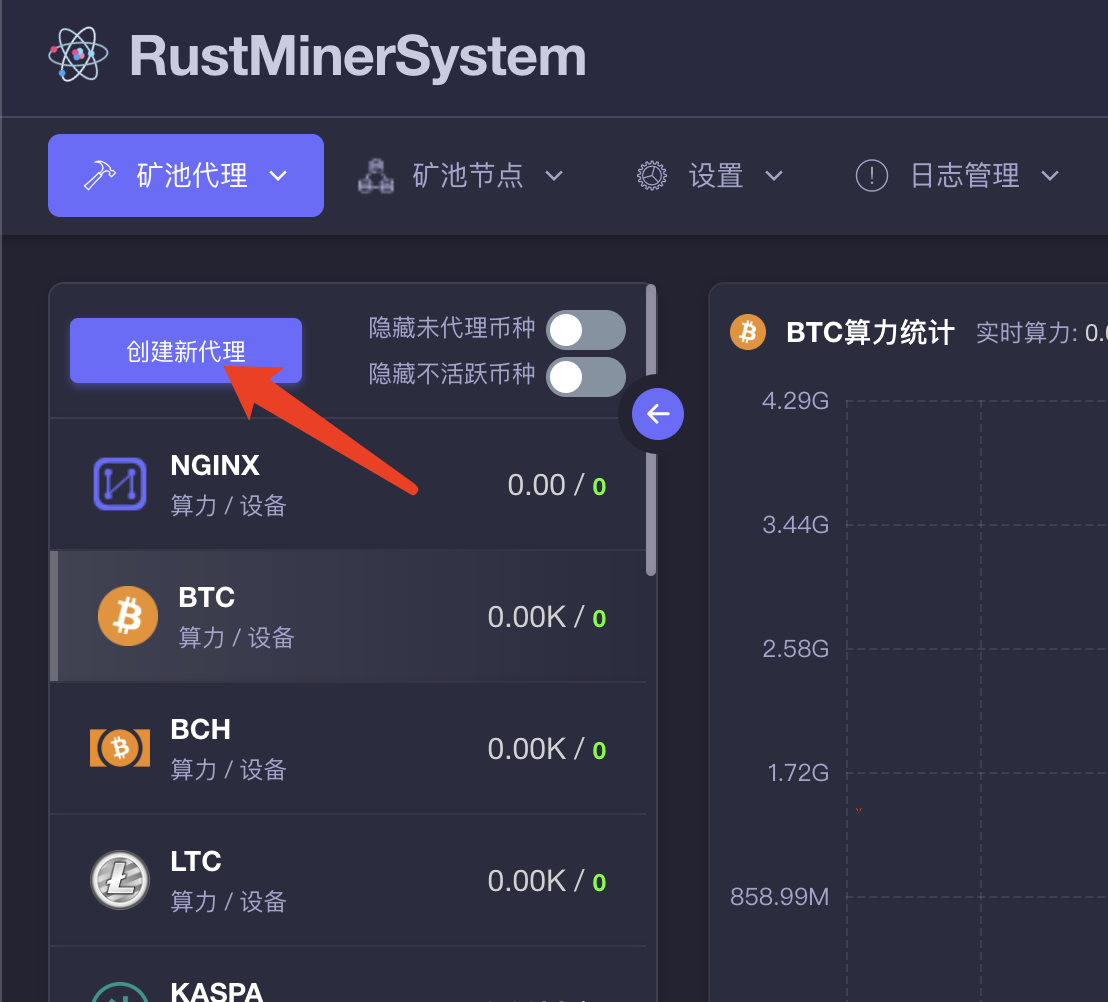 RustMinerSystem
矿池代理
矿池节点
设置
日志管理
创建新代理
隐藏未代理币种
隐藏不活跃币种
NGINX
算力 / 设备
0.00 / 0
BTC
算力 / 设备
0.00K / 0
BCH
算力 / 设备
0.00K / 0
LTC
算力 / 设备
0.00K / 0
KASPA
BTC算力统计 实时算力: 0.0
4.29G
3.44G
2.58G
1.72G
858.99M